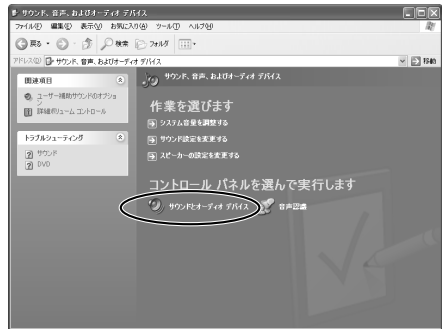 サウンド、音声、およびオーディオ デバイス
ファイル(F) 編集(E) 表示(V) お気に入り(A) ツール(T) ヘルプ(H)
戻る 検索 フォルダ
アドレス(D) サウンド、音声、およびオーディオ デバイス 移動
関連項目
ユーザー補助サウンドのオプション
詳細ボリューム コントロール
トラブルシューティング
サウンド
DVD
サウンド、音声、およびオーディオ デバイス
作業を選びます
システム音量を調整する
サウンド設定を変更する
スピーカーの設定を変更する
コントロール パネルを選んで実行します
サウンドとオーディオ デバイス 音声認識